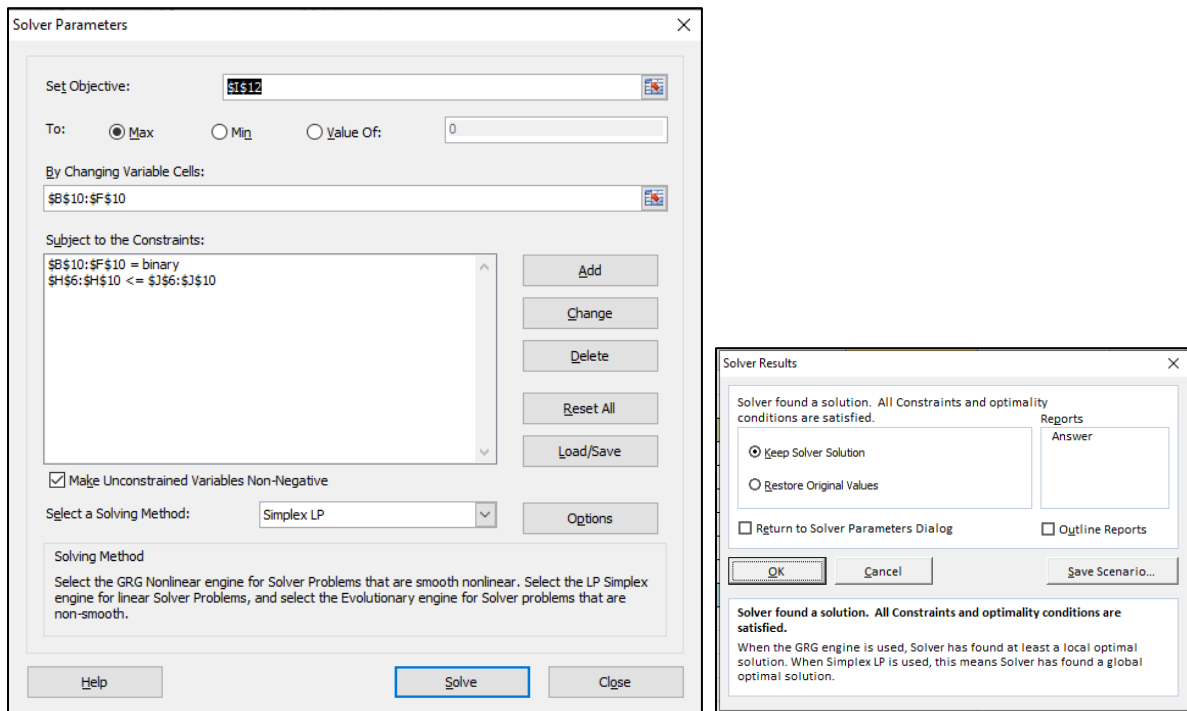 Solver Parameters
Set Objective:
$I$12
To:
Max
Min
Value Of:
0
By Changing Variable Cells:
$B$10:$F$10
Subject to the Constraints:
$B$10:$F$10 = binary
$H$6:$H$10 <= $J$6:$J$10
Add
Change
Delete
Reset All
Load/Save
Make Unconstrained Variables Non-Negative
Select a Solving Method:
Simplex LP
Options
Solving Method
Select the GRG Nonlinear engine for Solver Problems that are smooth nonlinear. Select the LP Simplex
engine for linear Solver Problems, and select the Evolutionary engine for Solver problems that are
non-smooth.
Help
Solve
Close
Solver Results
Solver found a solution. All Constraints and optimality
conditions are satisfied.
Reports
Answer
Keep Solver Solution
Restore Original Values
Return to Solver Parameters Dialog
Outline Reports
OK
Cancel
Save Scenario...
Solver found a solution. All Constraints and optimality conditions are
satisfied.
When the GRG engine is used, Solver has found at least a local optimal
solution. When Simplex LP is used, this means Solver has found a global
optimal solution.